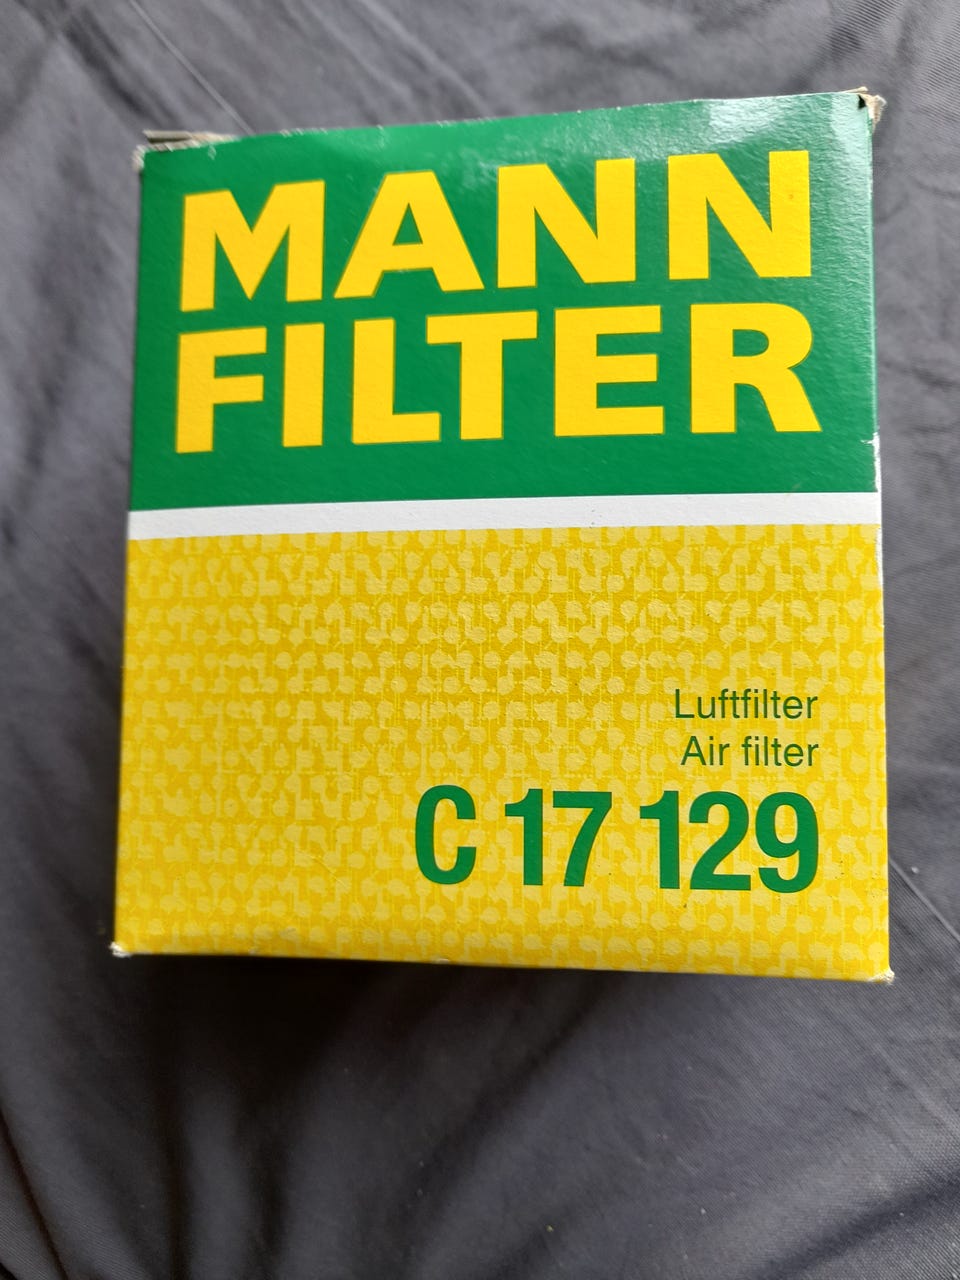 MANN
FILTER
Luftfilter
Air filter
C 17 129